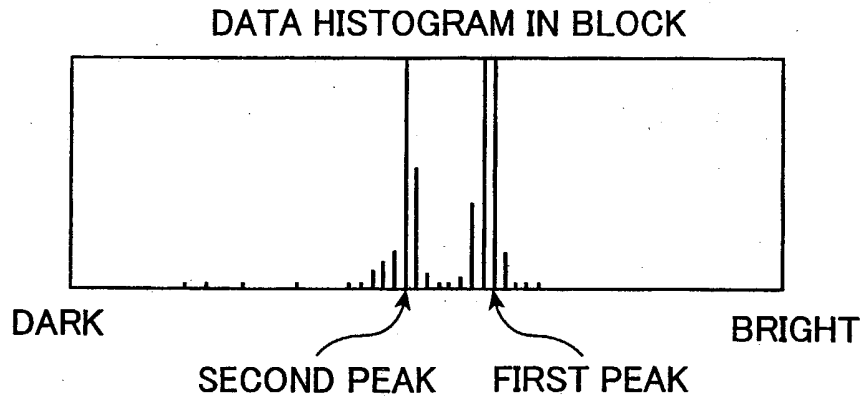 DATA HISTOGRAM IN BLOCK
DARK
BRIGHT
SECOND PEAK
FIRST PEAK